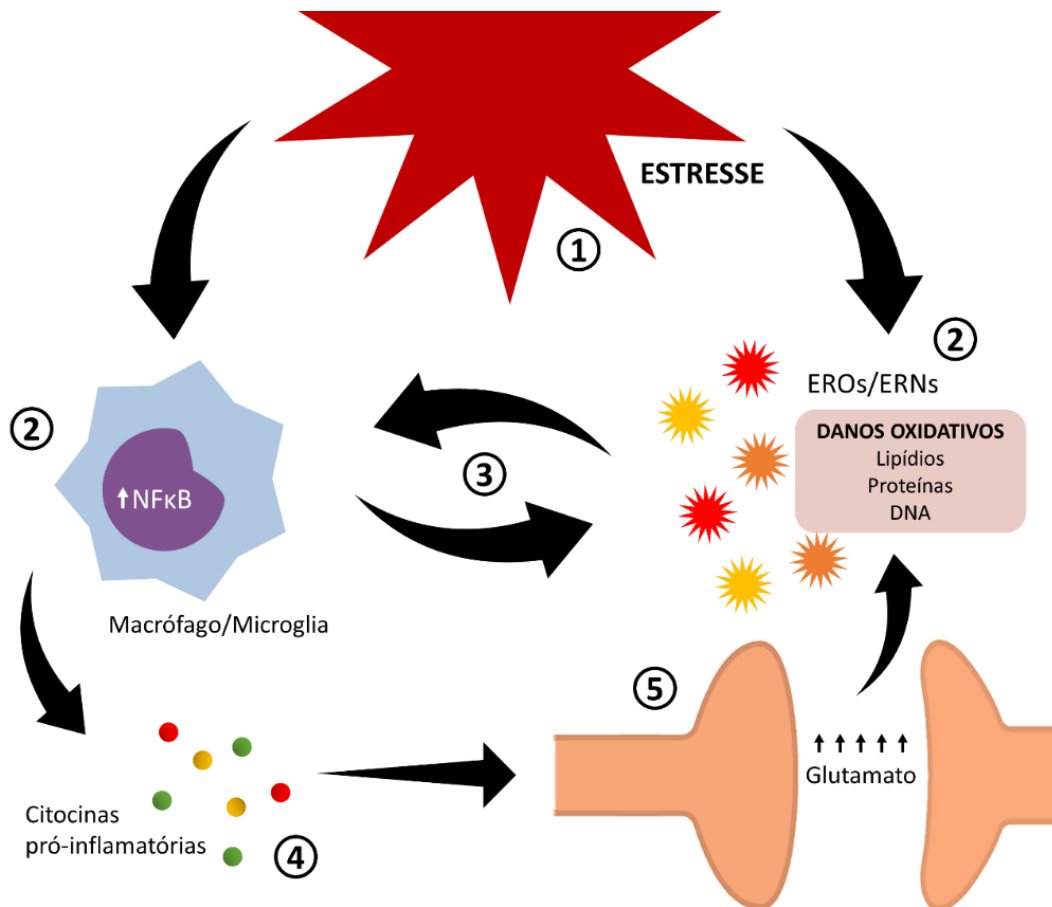 ESTRESSE
1
2
EROs/ERNs
DANOS OXIDATIVOS
Lipídios
Proteínas
DNA
2
↑NFκB
3
Macrófago/Microglia
5
↑ ↑ ↑ ↑ ↑
Glutamato
Citocinas
pró-inflamatórias
4